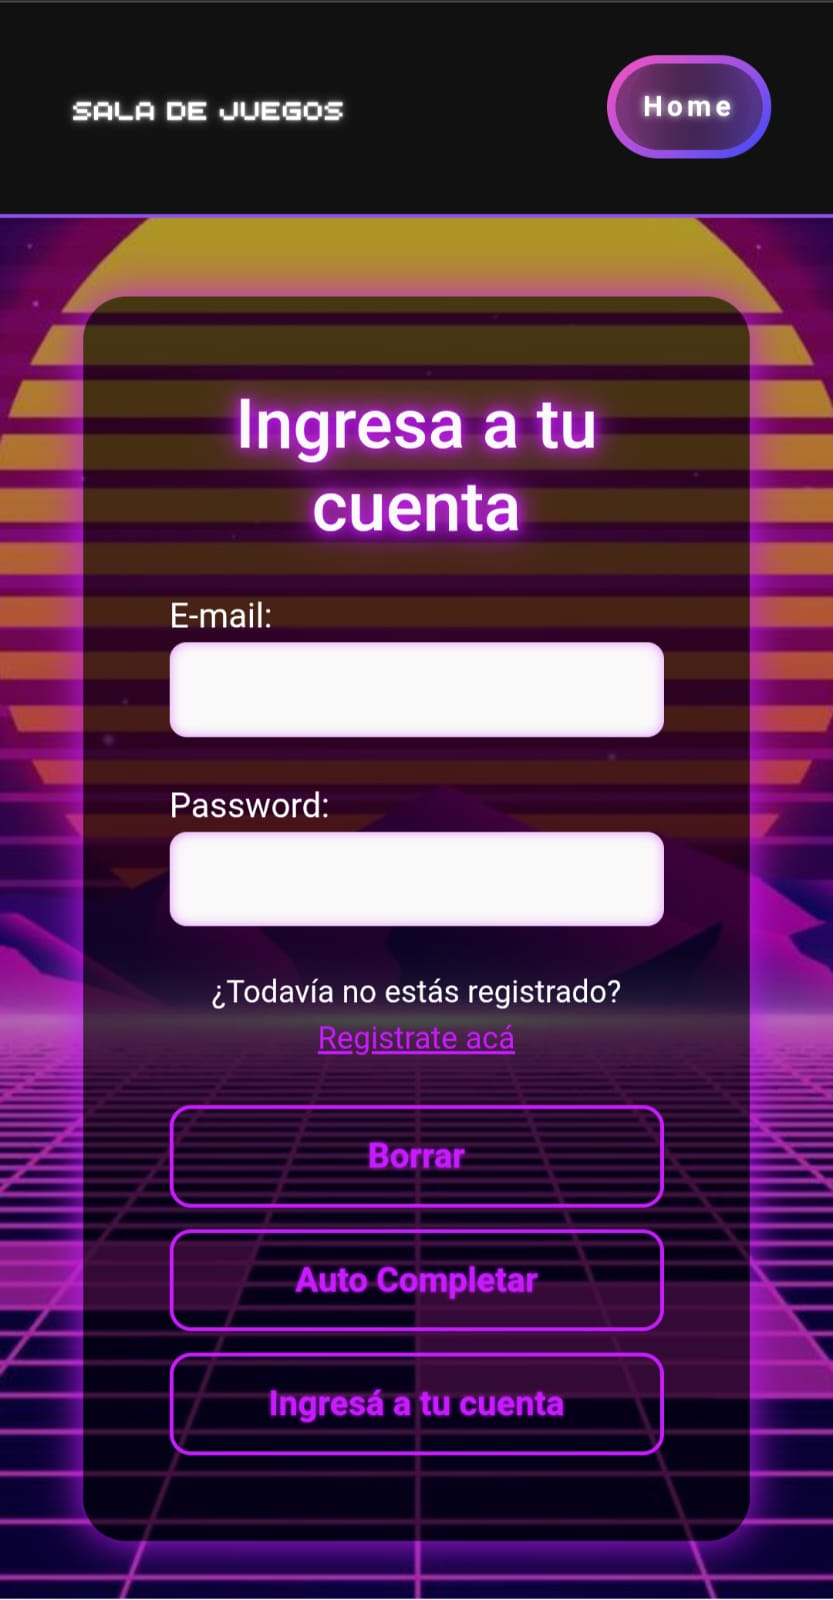 SALA DE JUEGOS
Home
Ingresa a tu
cuenta
E-mail:
Password:
¿Todavía no estás registrado?
Registrate acá
Borrar
Auto Completar
Ingresá a tu cuenta